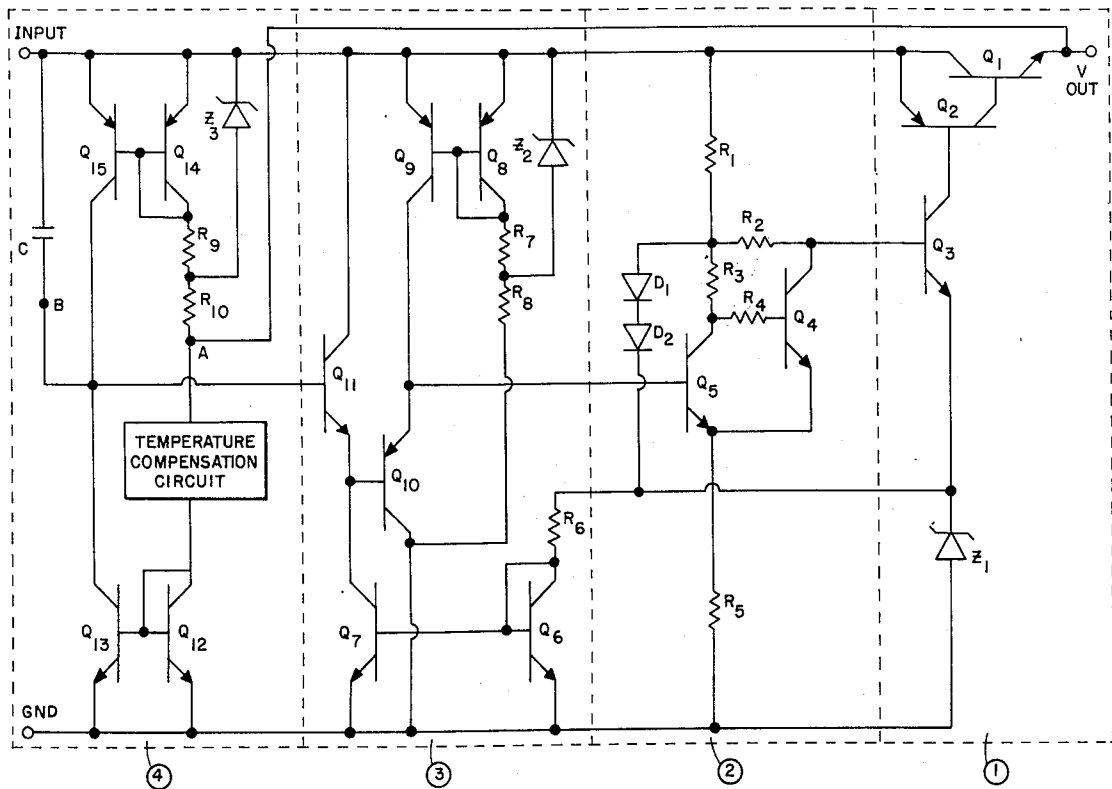 INPUT
Q1
V
OUT
Q2
Z3
Q15
Q14
Q9
Q8
Z2
R1
C
R9
R7
R2
Q3
B
R10
R8
D1
R3
R4
Q4
A
D2
Q11
Q5
TEMPERATURE
COMPENSATION
CIRCUIT
Q10
R6
Z1
Q13
Q12
Q7
Q6
R5
GND
4
3
2
1